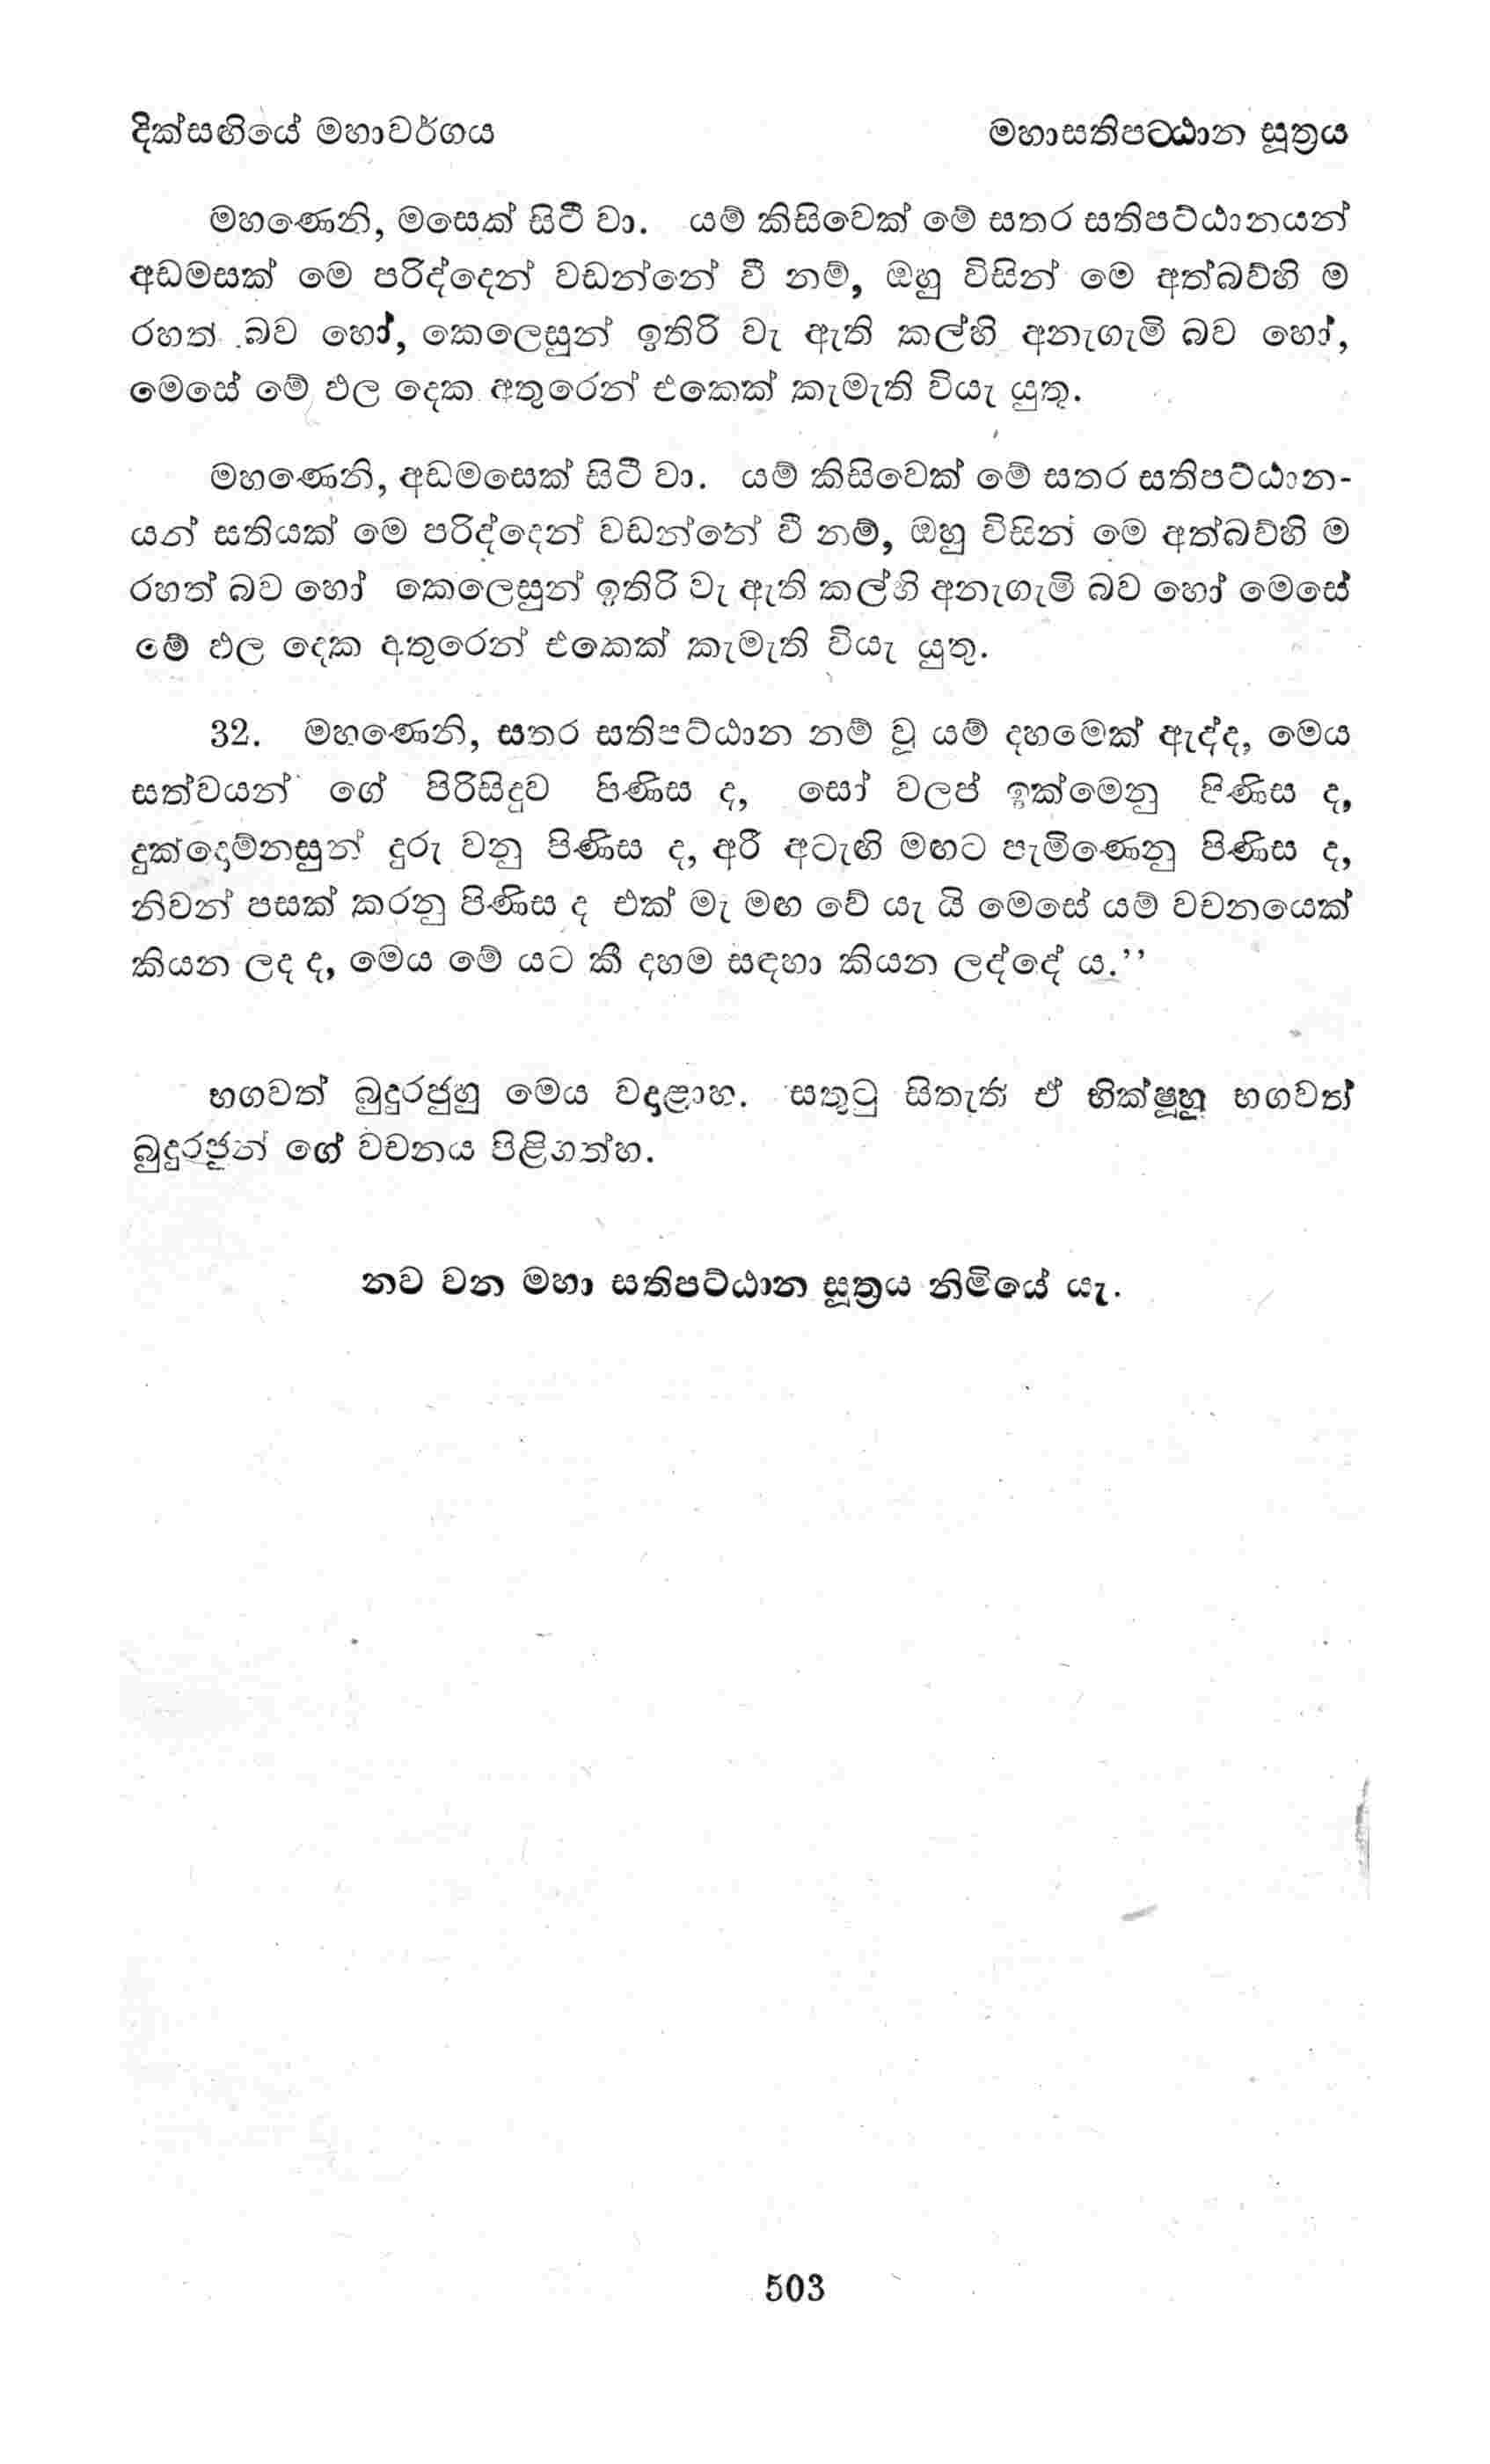 දික්සඟියේ මහාවර්ගය
මහාසතිපට්ඨාන සූත්‍රය
මහණෙනි, මසෙක් සිටී වා. යම් කිසිවෙක් මේ සතර සතිපට්ඨානයන්
අඩමසක් මෙ පරිද්දෙන් වඩන්නේ වී නම්, ඔහු විසින් මෙ අත්බව්හි ම
රහත් බව හෝ, කෙලෙසුන් ඉතිරි වැ ඇති කල්හි අනැගැමි බව හෝ,
මෙසේ මේ ඵල දෙක අතුරෙන් එකෙක් කැමැති වියැ යුතු.
මහණෙනි, අඩමසෙක් සිටී වා. යම් කිසිවෙක් මේ සතර සතිපට්ඨාන-
යන් සතියක් මෙ පරිද්දෙන් වඩන්නේ වී නම්, ඔහු විසින් මෙ අත්බව්හි ම
රහත් බව හෝ කෙලෙසුන් ඉතිරි වැ ඇති කල්හි අනැගැමි බව හෝ මෙසේ
මේ ඵල දෙක අතුරෙන් එකෙක් කැමැති වියැ යුතු.
32. මහණෙනි, සතර සතිපට්ඨාන නම් වූ යම් දහමෙක් ඇද්ද, මෙය
සත්වයන් ගේ පිරිසිදුව පිණිස ද, සෝ වලප් ඉක්මෙනු පිණිස ද,
දුක්දොම්නසුන් දුරු වනු පිණිස ද, අරී අටැඟි මඟට පැමිණෙනු පිණිස ද,
නිවන් පසක් කරනු පිණිස ද එක් මැ මඟ වේ යැ යි මෙසේ යම් වචනයෙක්
කියන ලද ද, මෙය මේ යට කී දහම සඳහා කියන ලද්දේ ය.’’
භගවත් බුදුරජුහු මෙය වදාළාහ. සතුටු සිතැති ඒ භික්ෂූහු භගවත්
බුදුරජුන් ගේ වචනය පිළිගත්හ.
නව වන මහා සතිපට්ඨාන සූත්‍රය නිමියේ යැ.
503